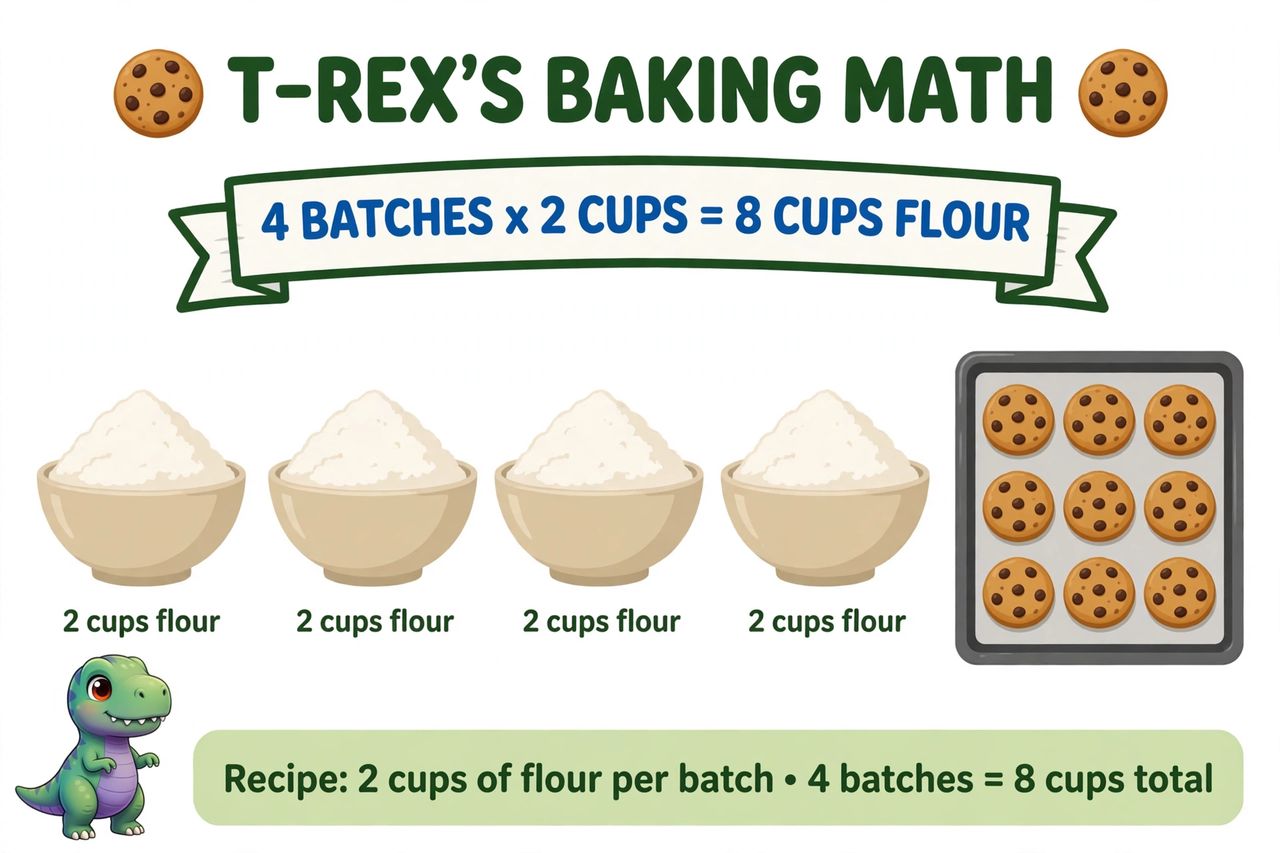 T-REX’S BAKING MATH
4 BATCHES x 2 CUPS = 8 CUPS FLOUR
2 cups flour
2 cups flour
2 cups flour
2 cups flour
Recipe: 2 cups of flour per batch • 4 batches = 8 cups total